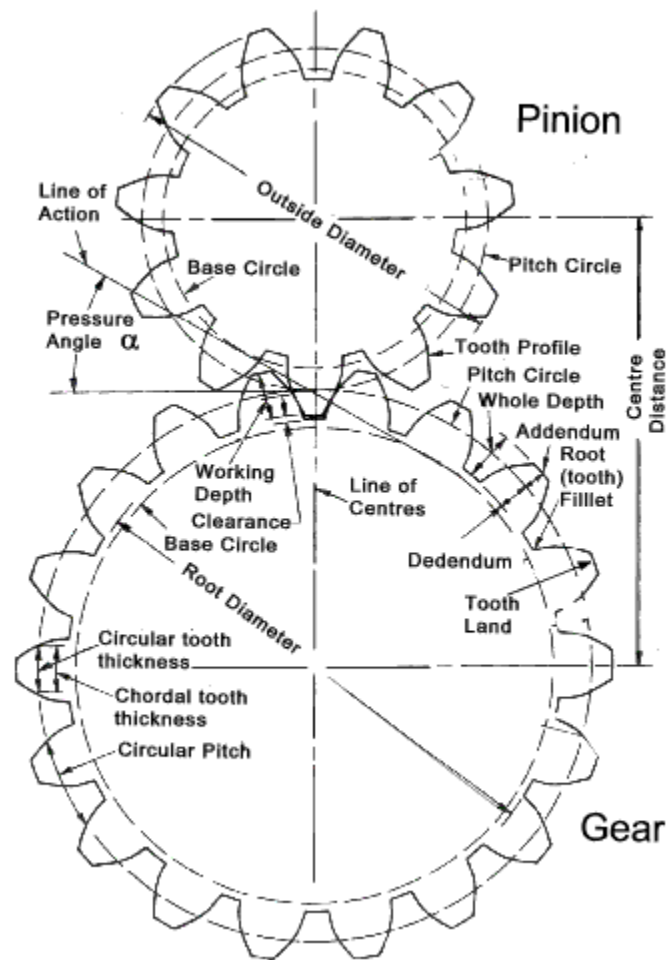 Pinion
Line of
Action
Outside Diameter
Base Circle
Pitch Circle
Pressure
Angle α
Tooth Profile
Pitch Circle
Whole Depth
Centre
Distance
Addendum
Root
(tooth)
Filllet
Working
Depth
Line of
Centres
Clearance
Base Circle
Dedendum
Root Diameter
Tooth
Land
Circular tooth
thickness
Chordal tooth
thickness
Circular Pitch
Gear